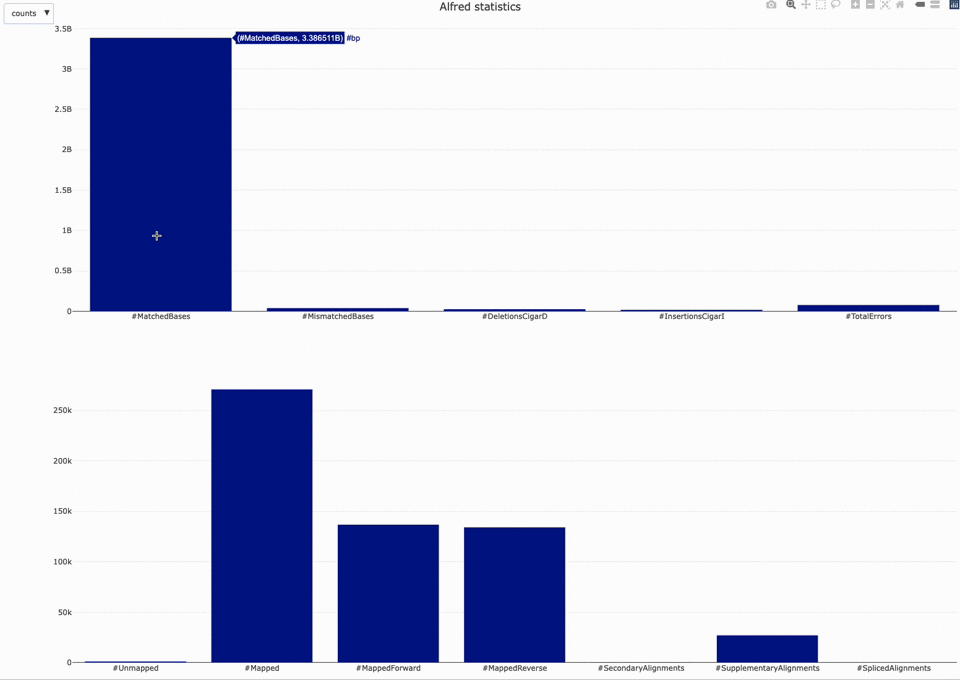 counts ▼
Alfred statistics
(#MatchedBases, 3.386511B) #bp
3.5B
3B
2.5B
2B
1.5B
1B
0.5B
0
#MatchedBases #MismatchedBases #DeletionsCigarD #InsertionsCigarI #TotalErrors
250k
200k
150k
100k
50k
0
#Unmapped #Mapped #MappedForward #MappedReverse #SecondaryAlignments #SupplementaryAlignments #SplicedAlignments